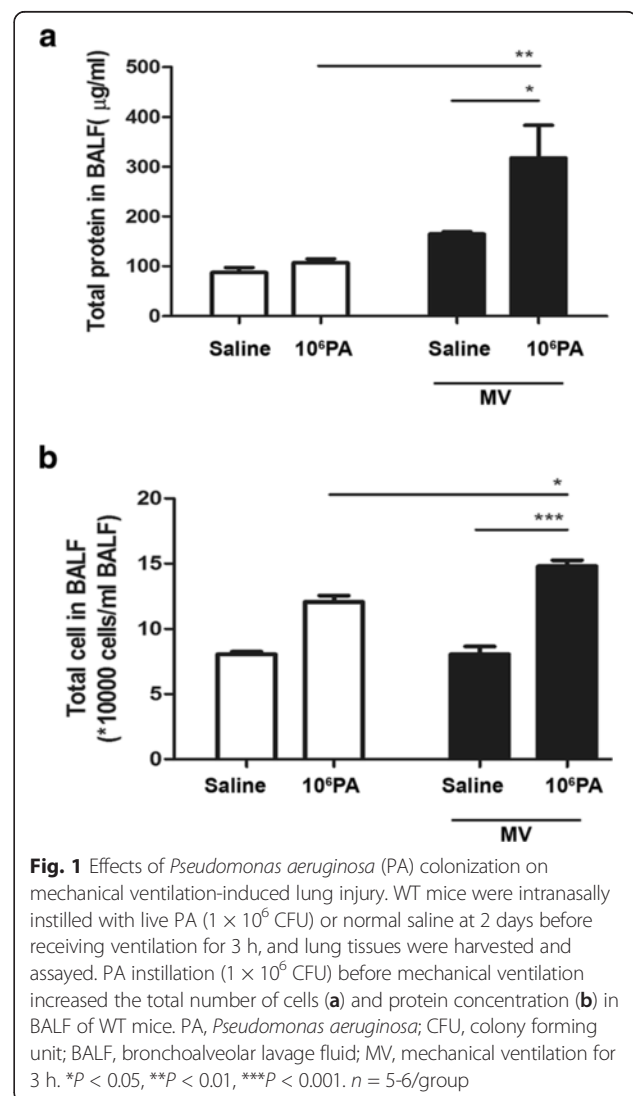 a
Total protein in BALF( μg/ml)
500
400
300
200
100
0
**
*
Saline 10⁶PA Saline 10⁶PA
MV
b
Total cell in BALF
(*10000 cells/ml BALF)
20
15
10
5
0
*
***
Saline 10⁶PA Saline 10⁶PA
MV
Fig. 1 Effects of Pseudomonas aeruginosa (PA) colonization on
mechanical ventilation-induced lung injury. WT mice were intranasally
instilled with live PA (1 × 10⁶ CFU) or normal saline at 2 days before
receiving ventilation for 3 h, and lung tissues were harvested and
assayed. PA instillation (1 × 10⁶ CFU) before mechanical ventilation
increased the total number of cells (a) and protein concentration (b) in
BALF of WT mice. PA, Pseudomonas aeruginosa; CFU, colony forming
unit; BALF, bronchoalveolar lavage fluid; MV, mechanical ventilation for
3 h. *P < 0.05, **P < 0.01, ***P < 0.001. n = 5-6/group